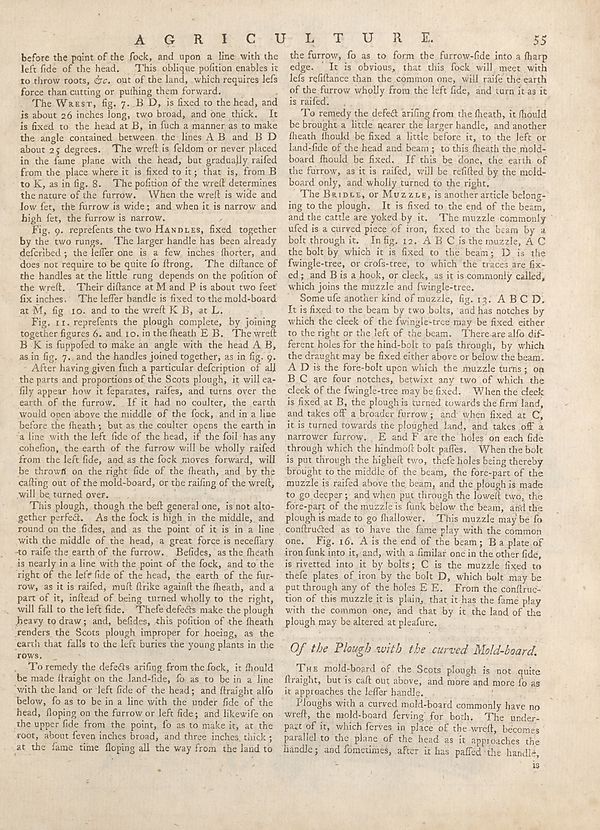 A G R I C U L T U R E. 55
before the point of the ſock, and upon a line with the
left ſide of the head. This oblique poſition enables it
to throw roots, &c. out of the land, which requires leſs
force than cutting or puſhing them forward.
The Wrest, fig. 7. B D, is fixed to the head, and
is about 26 inches long, two broad, and one thick. It
is fixed to the head at B, in ſuch a manner as to make
the angle contained between the lines A B and B D
about 25 degrees. The wreſt is ſeldom or never placed
in the ſame plane with the head, but gradually raiſed
from the place where it is fixed to it; that is, from B
to K, as in fig. 8. The poſition of the wreſt determines
the nature of the furrow. When the wreſt is wide and
low ſet, the furrow is wide; and when it is narrow and
high ſet, the furrow is narrow.
Fig. 9. repreſents the two Handles, fixed together
by the two rungs. The larger handle has been already
deſcribed; the leſſer one is a few inches ſhorter, and
does not require to be quite ſo ſtrong. The diſtance of
the handles at the little rung depends on the poſition of
the wreſt. Their diſtance at M and P is about two feet
ſix inches. The leſſer handle is fixed to the mold-board
at M, fig 10. and to the wreſt K B, at L.
Fig. 11. repreſents the plough complete, by joining
together figures 6. and 10. in the ſheath E B. The wreſt
B K is ſuppoſed to make an angle with the head A B,
as in fig. 7. and the handles joined together, as in fig. 9.
After having given ſuch a particular deſcription of all
the parts and proportions of the Scots plough, it will ea-
ſily appear how it ſeparates, raiſes, and turns over the
earth of the furrow. If it had no coulter, the earth
would open above the middle of the ſock, and in a line
before the ſheath; but as the coulter opens the earth in
a line with the left ſide of the head, if the ſoil has any
coheſion, the earth of the furrow will be wholly raiſed
from the left ſide, and as the ſock moves forward, will
be thrown on the right ſide of the ſheath, and by the
caſting out of the mold-board, or the raiſing of the wreſt,
will be turned over.
This plough, though the beſt general one, is not alto-
gether perfect. As the ſock is high in the middle, and
round on the ſides, and as the point of it is in a line
with the middle of the head, a great force is neceſſary
to raiſe the earth of the furrow. Beſides, as the ſheath
is nearly in a line with the point of the ſock, and to the
right of the left ſide of the head, the earth of the fur-
row, as it is raiſed, muſt ſtrike againſt the ſheath, and a
part of it, inſtead of being turned wholly to the right,
will fall to the left ſide. Theſe defects make the plough
heavy to draw; and, beſides, this poſition of the ſheath
renders the Scots plough improper for hoeing, as the
earth that falls to the left buries the young plants in the
rows.
To remedy the defects ariſing from the ſock, it ſhould
be made ſtraight on the land-ſide, ſo as to be in a line
with the land or left ſide of the head; and ſtraight alſo
below, ſo as to be in a line with the under ſide of the
head, ſloping on the furrow or left ſide; and likewiſe on
the upper ſide from the point, ſo as to make it, at the
root, about ſeven inches broad, and three inches thick;
at the ſame time ſloping all the way from the land to
the furrow, ſo as to form the furrow-ſide into a ſharp
edge. It is obvious, that this ſock will meet with
leſs reſiſtance than the common one, will raiſe the earth
of the furrow wholly from the left ſide, and turn it as it
is raiſed.
To remedy the defect ariſing from the ſheath, it ſhould
be brought a little nearer the larger handle, and another
ſheath ſhould be fixed a little before it, to the left or
land-ſide of the head and beam; to this ſheath the mold-
board ſhould be fixed. If this be done, the earth of
the furrow, as it is raiſed, will be reſiſted by the mold-
board only, and wholly turned to the right.
The Bridle, or Muzzle, is another article belong-
ing to the plough. It is fixed to the end of the beam,
and the cattle are yoked by it. The muzzle commonly
uſed is a curved piece of iron, fixed to the beam by a
bolt through it. In fig. 12. A B C is the muzzle, A C
the bolt by which it is fixed to the beam; D is the
ſwingle-tree, or croſs-tree, to which the traces are fix-
ed; and B is a hook, or cleek, as it is commonly called,
which joins the muzzle and ſwingle-tree.
Some uſe another kind of muzzle, fig. 13. A B C D.
It is fixed to the beam by two bolts, and has notches by
which the cleek of the ſwingle-tree may be fixed either
to the right or the left of the beam. There are alſo dif-
ferent holes for the hind-bolt to paſs through, by which
the draught may be fixed either above or below the beam.
A D is the fore-bolt upon which the muzzle turns; on
B C are four notches, betwixt any two of which the
cleek of the ſwingle-tree may be fixed. When the cleek
is fixed at B, the plough is turned towards the firm land,
and takes off a broader furrow; and when fixed at C,
it is turned towards the ploughed land, and takes off a
narrower furrow. E and F are the holes on each ſide
through which the hindmoſt bolt paſſes. When the bolt
is put through the higheſt two, theſe holes being thereby
brought to the middle of the beam, the fore-part of the
muzzle is raiſed above the beam, and the plough is made
to go deeper; and when put through the loweſt two, the
fore-part of the muzzle is ſunk below the beam, and the
plough is made to go ſhallower. This muzzle may be ſo
conſtructed as to have the ſame play with the common
one. Fig. 16. A is the end of the beam; B a plate of
iron ſunk into it, and, with a ſimilar one in the other ſide,
is rivetted into it by bolts; C is the muzzle fixed to
theſe plates of iron by the bolt D, which bolt may be
put through any of the holes E E. From the conſtruc-
tion of this muzzle it is plain, that it has the ſame play
with the common one, and that by it the land of the
plough may be altered at pleaſure.
Of the Plough with the curved Mold-board.
The mold-board of the Scots plough is not quite
ſtraight, but is caſt out above, and more and more ſo as
it approaches the leſſer handle.
Ploughs with a curved mold-board commonly have no
wreſt, the mold-board ſerving for both. The under-
part of it, which ſerves in place of the wreſt, becomes
parallel to the plane of the head as it approaches the
handle; and ſometimes, after it has paſſed the handle,
is